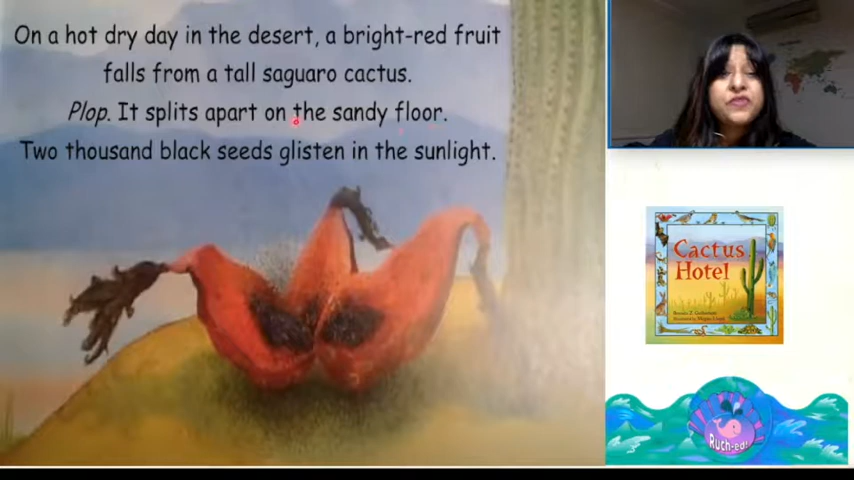 On a hot dry day in the desert, a bright-red fruit
falls from a tall saguaro cactus.
Plop. It splits apart on the sandy floor.
Two thousand black seeds glisten in the sunlight.
Cactus
Hotel
Ruch-ed!